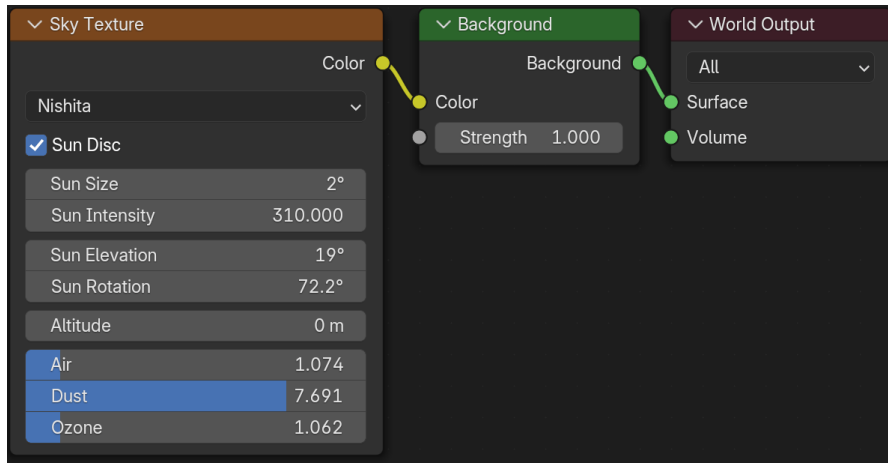 Sky Texture
Color
Nishita
Sun Disc
Sun Size 2°
Sun Intensity 310.000
Sun Elevation 19°
Sun Rotation 72.2°
Altitude 0 m
Air 1.074
Dust 7.691
Ozone 1.062
Background
Background
Color
Strength 1.000
World Output
All
Surface
Volume